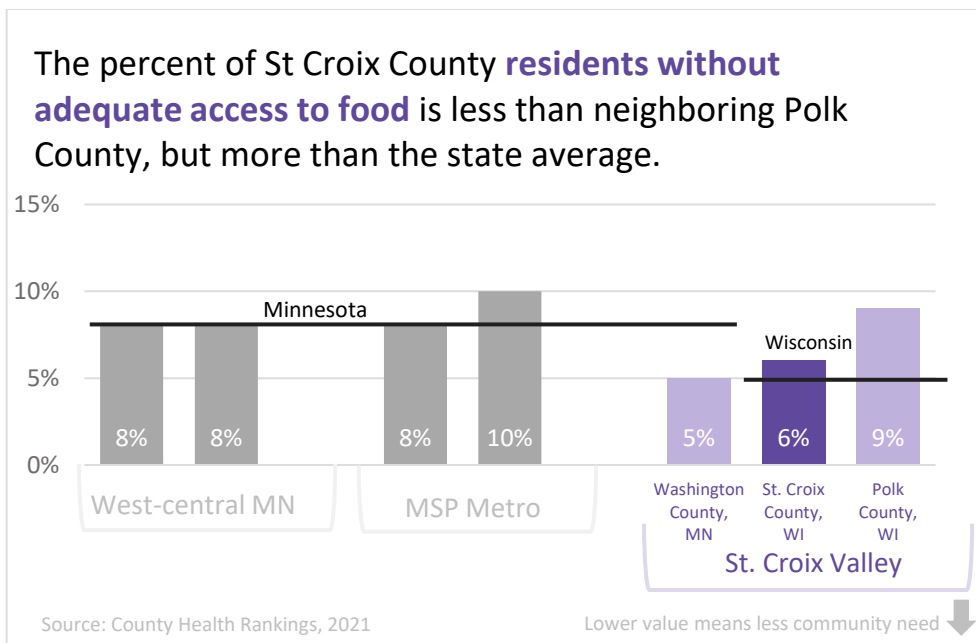 The percent of St Croix County residents without
adequate access to food is less than neighboring Polk
County, but more than the state average.
15%
10%
Minnesota
Wisconsin
5%
8%
8%
8%
10%
5%
6%
9%
0%
West-central MN
MSP Metro
Washington
County,
MN
St. Croix
County,
WI
Polk
County,
WI
St. Croix Valley
Source: County Health Rankings, 2021
Lower value means less community need